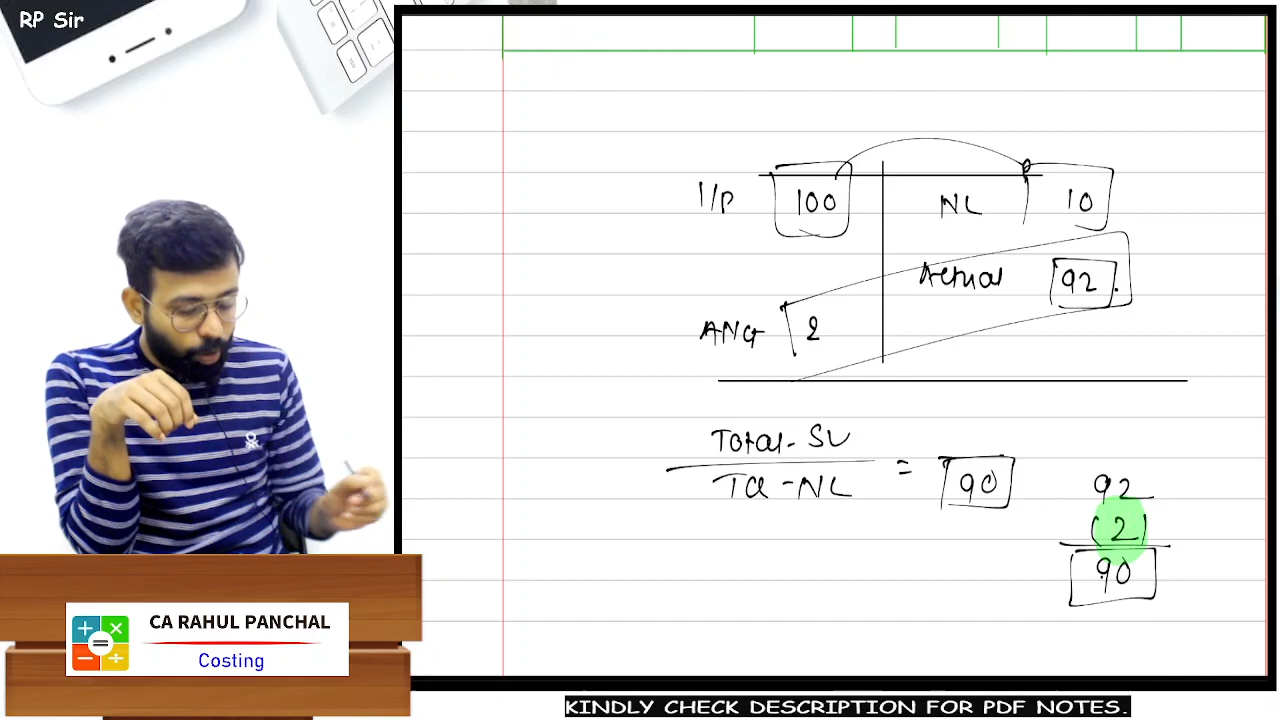 RP Sir
I/P 100 NL 10
Actual 92.
ANG 2
Total - SV
TQ - NL
= 90
92
(2)
90
CA RAHUL PANCHAL
Costing
KINDLY CHECK DESCRIPTION FOR PDF NOTES.